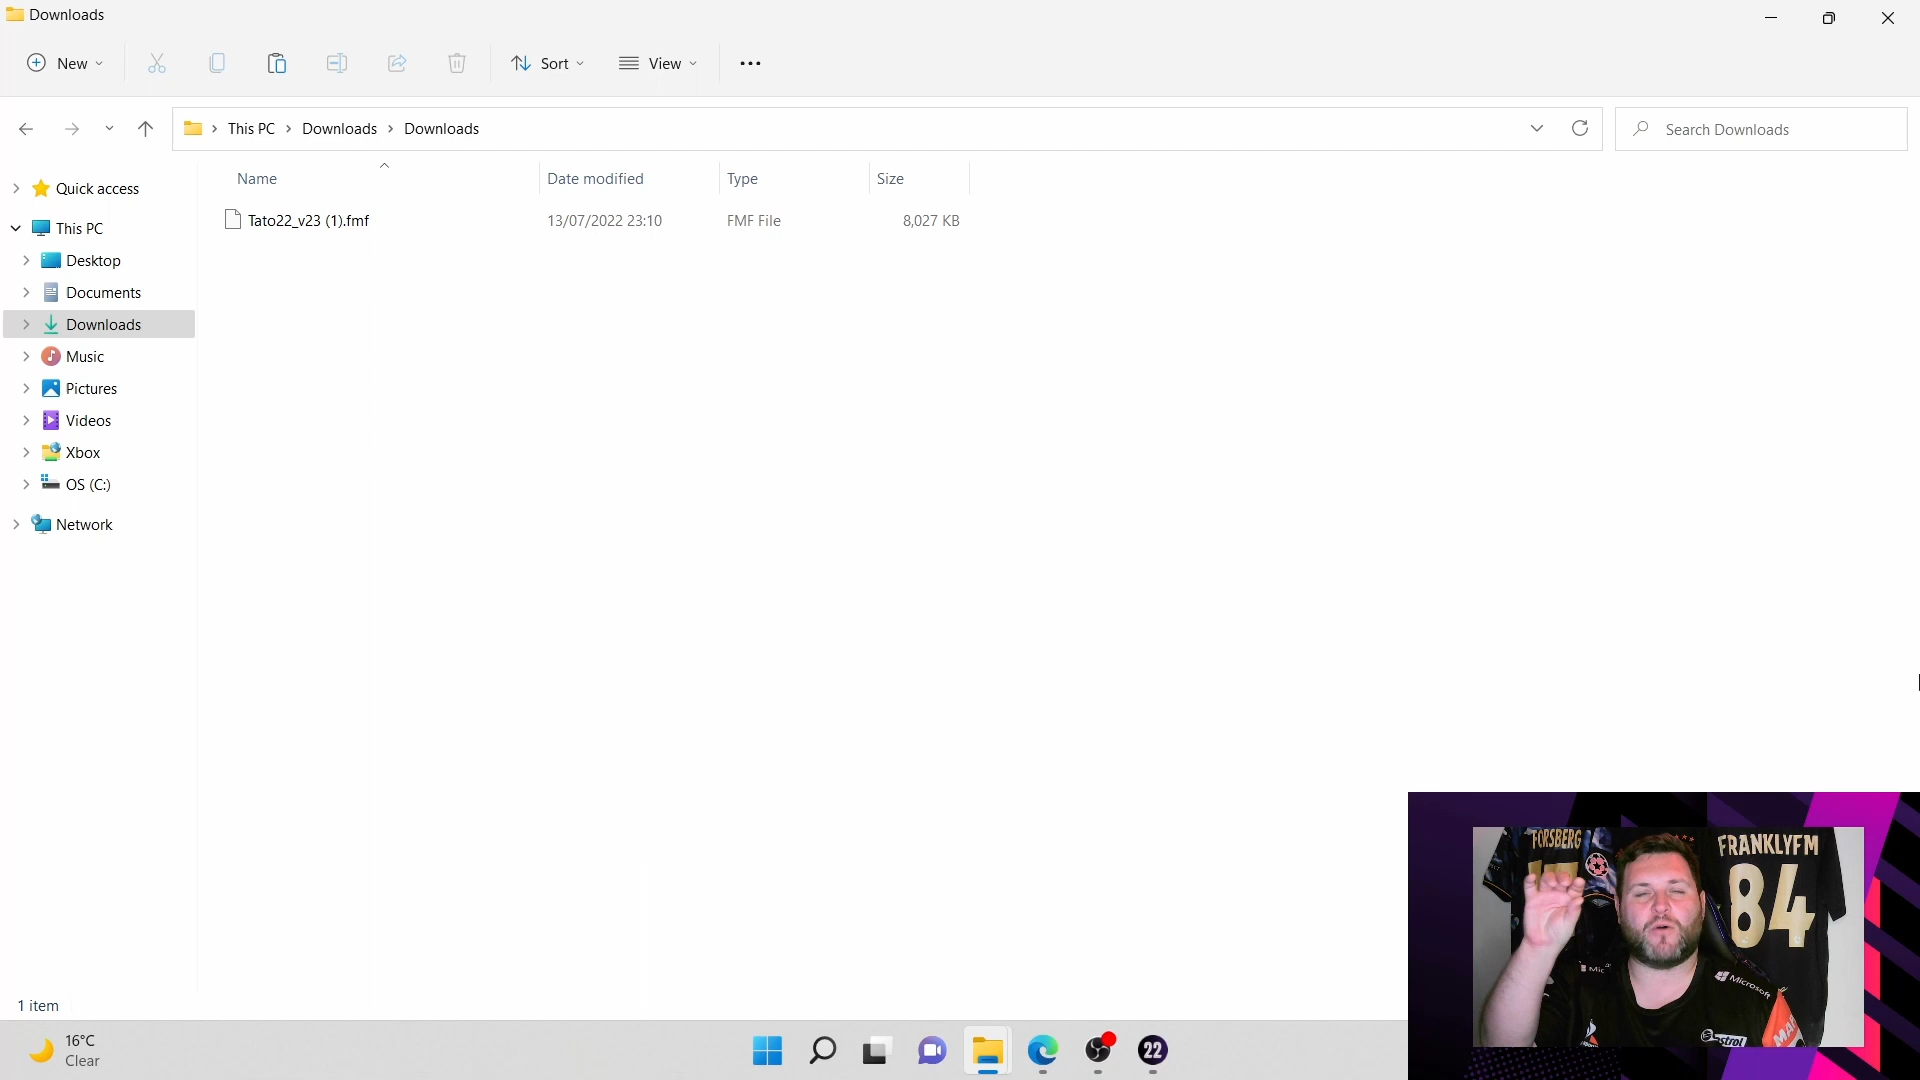 Downloads
New
Sort
View
This PC
Downloads
Downloads
Search Downloads
Name
Date modified
Type
Size
Tato22_v23 (1).fmf
13/07/2022 23:10
FMF File
8,027 KB
Quick access
This PC
Desktop
Documents
Downloads
Music
Pictures
Videos
Xbox
OS (C:)
Network
1 item
16°C
Clear
22
FORSBERG
FRANKLYFM
84
Microsoft